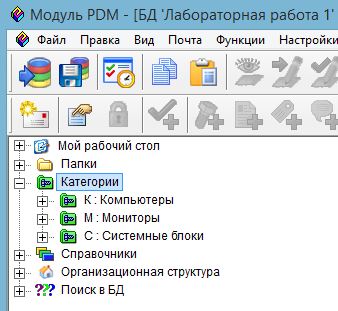 Модуль PDM - [БД 'Лабораторная работа 1'
Файл Правка Вид Почта Функции Настройки
Мой рабочий стол
Папки
Категории
К : Компьютеры
М : Мониторы
С : Системные блоки
Справочники
Организационная структура
??? Поиск в БД